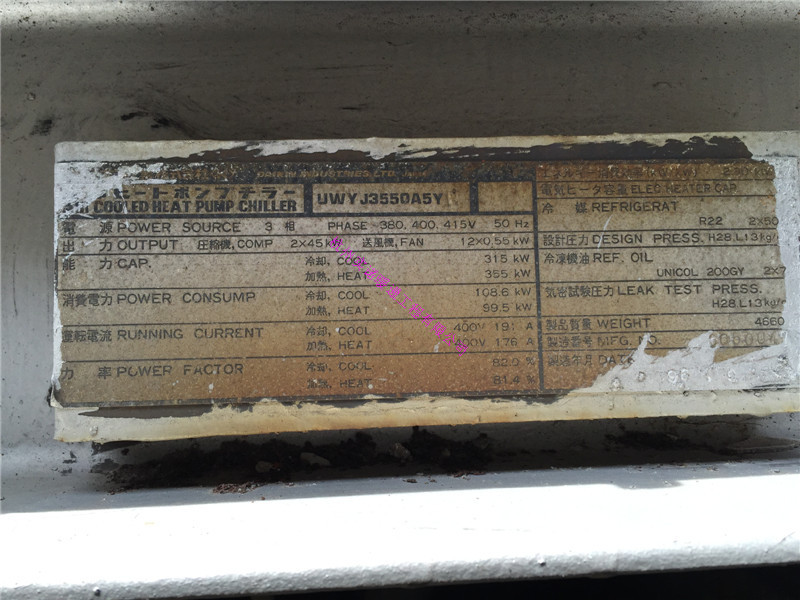 DAIKIN INDUSTRIES, LTD.
ヒートポンプチラー
AIR COOLED HEAT PUMP CHILLER
UWYJ3550A5Y
電源 POWER SOURCE 3相 PHASE 380, 400, 415V 50 Hz
出力 OUTPUT 圧縮機, COMP 2×45kW 送風機, FAN 12×0.55 kW
能力 CAP. 冷却, COOL 315 kW
加熱, HEAT 355 kW
消費電力 POWER CONSUMP 冷却, COOL 108.6 kW
加熱, HEAT 99.5 kW
運転電流 RUNNING CURRENT 冷却, COOL 400V 191 A
加熱, HEAT 400V 176 A
力率 POWER FACTOR 冷却, COOL 82.0 %
加熱, HEAT 81.4 %
電気ヒータ容量 ELEC HEATER CAP.
冷媒 REFRIGERAT
R22 2×50
設計圧力 DESIGN PRESS. H28, L13 kg/
冷凍機油 REF. OIL
UNICOL 200GY 2×7
気密試験圧力 LEAK TEST PRESS.
H28, L13 kg/
製品質量 WEIGHT 4660
製造番号 MFG. NO.
製造年月 DATE